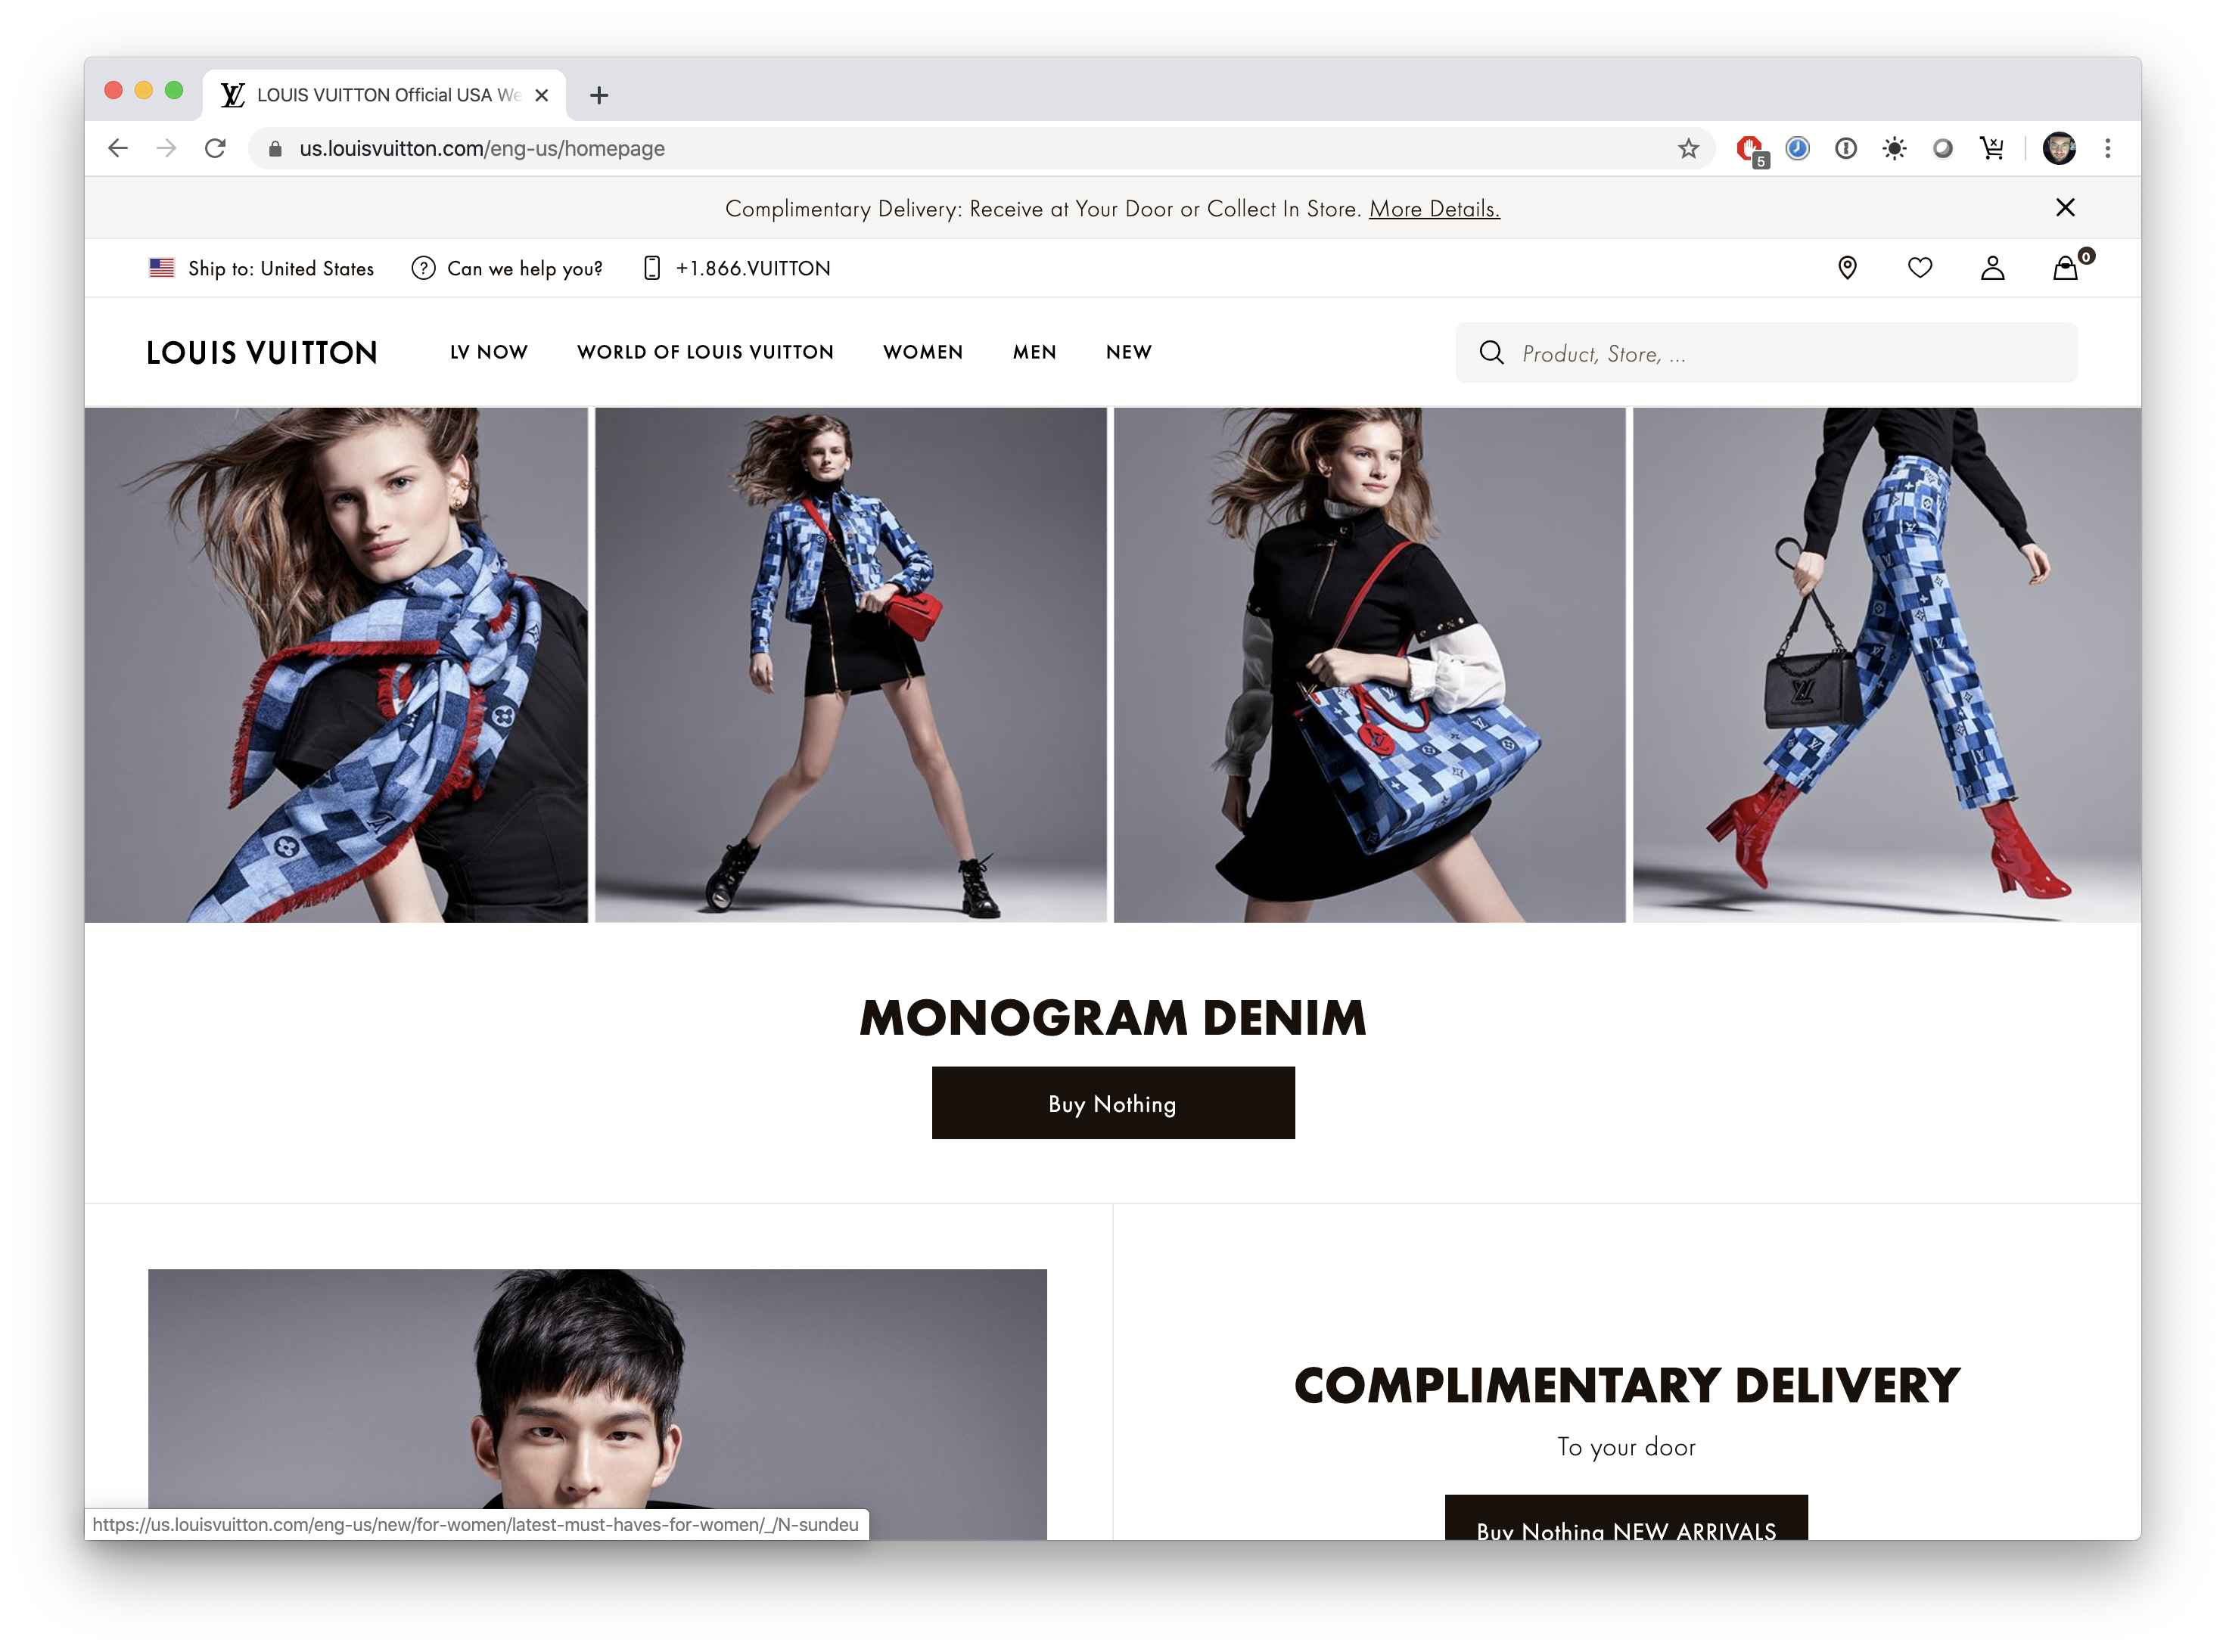 LOUIS VUITTON Official USA We
us.louisvuitton.com/eng-us/homepage
5
Complimentary Delivery: Receive at Your Door or Collect In Store. More Details.
Ship to: United States ? Can we help you? +1.866.VUITTON 0
LOUIS VUITTON LV NOW WORLD OF LOUIS VUITTON WOMEN MEN NEW Product, Store, ...
MONOGRAM DENIM
Buy Nothing
COMPLIMENTARY DELIVERY
To your door
Buy Nothing NEW ARRIVALS
https://us.louisvuitton.com/eng-us/new/for-women/latest-must-haves-for-women/_/N-sundeu